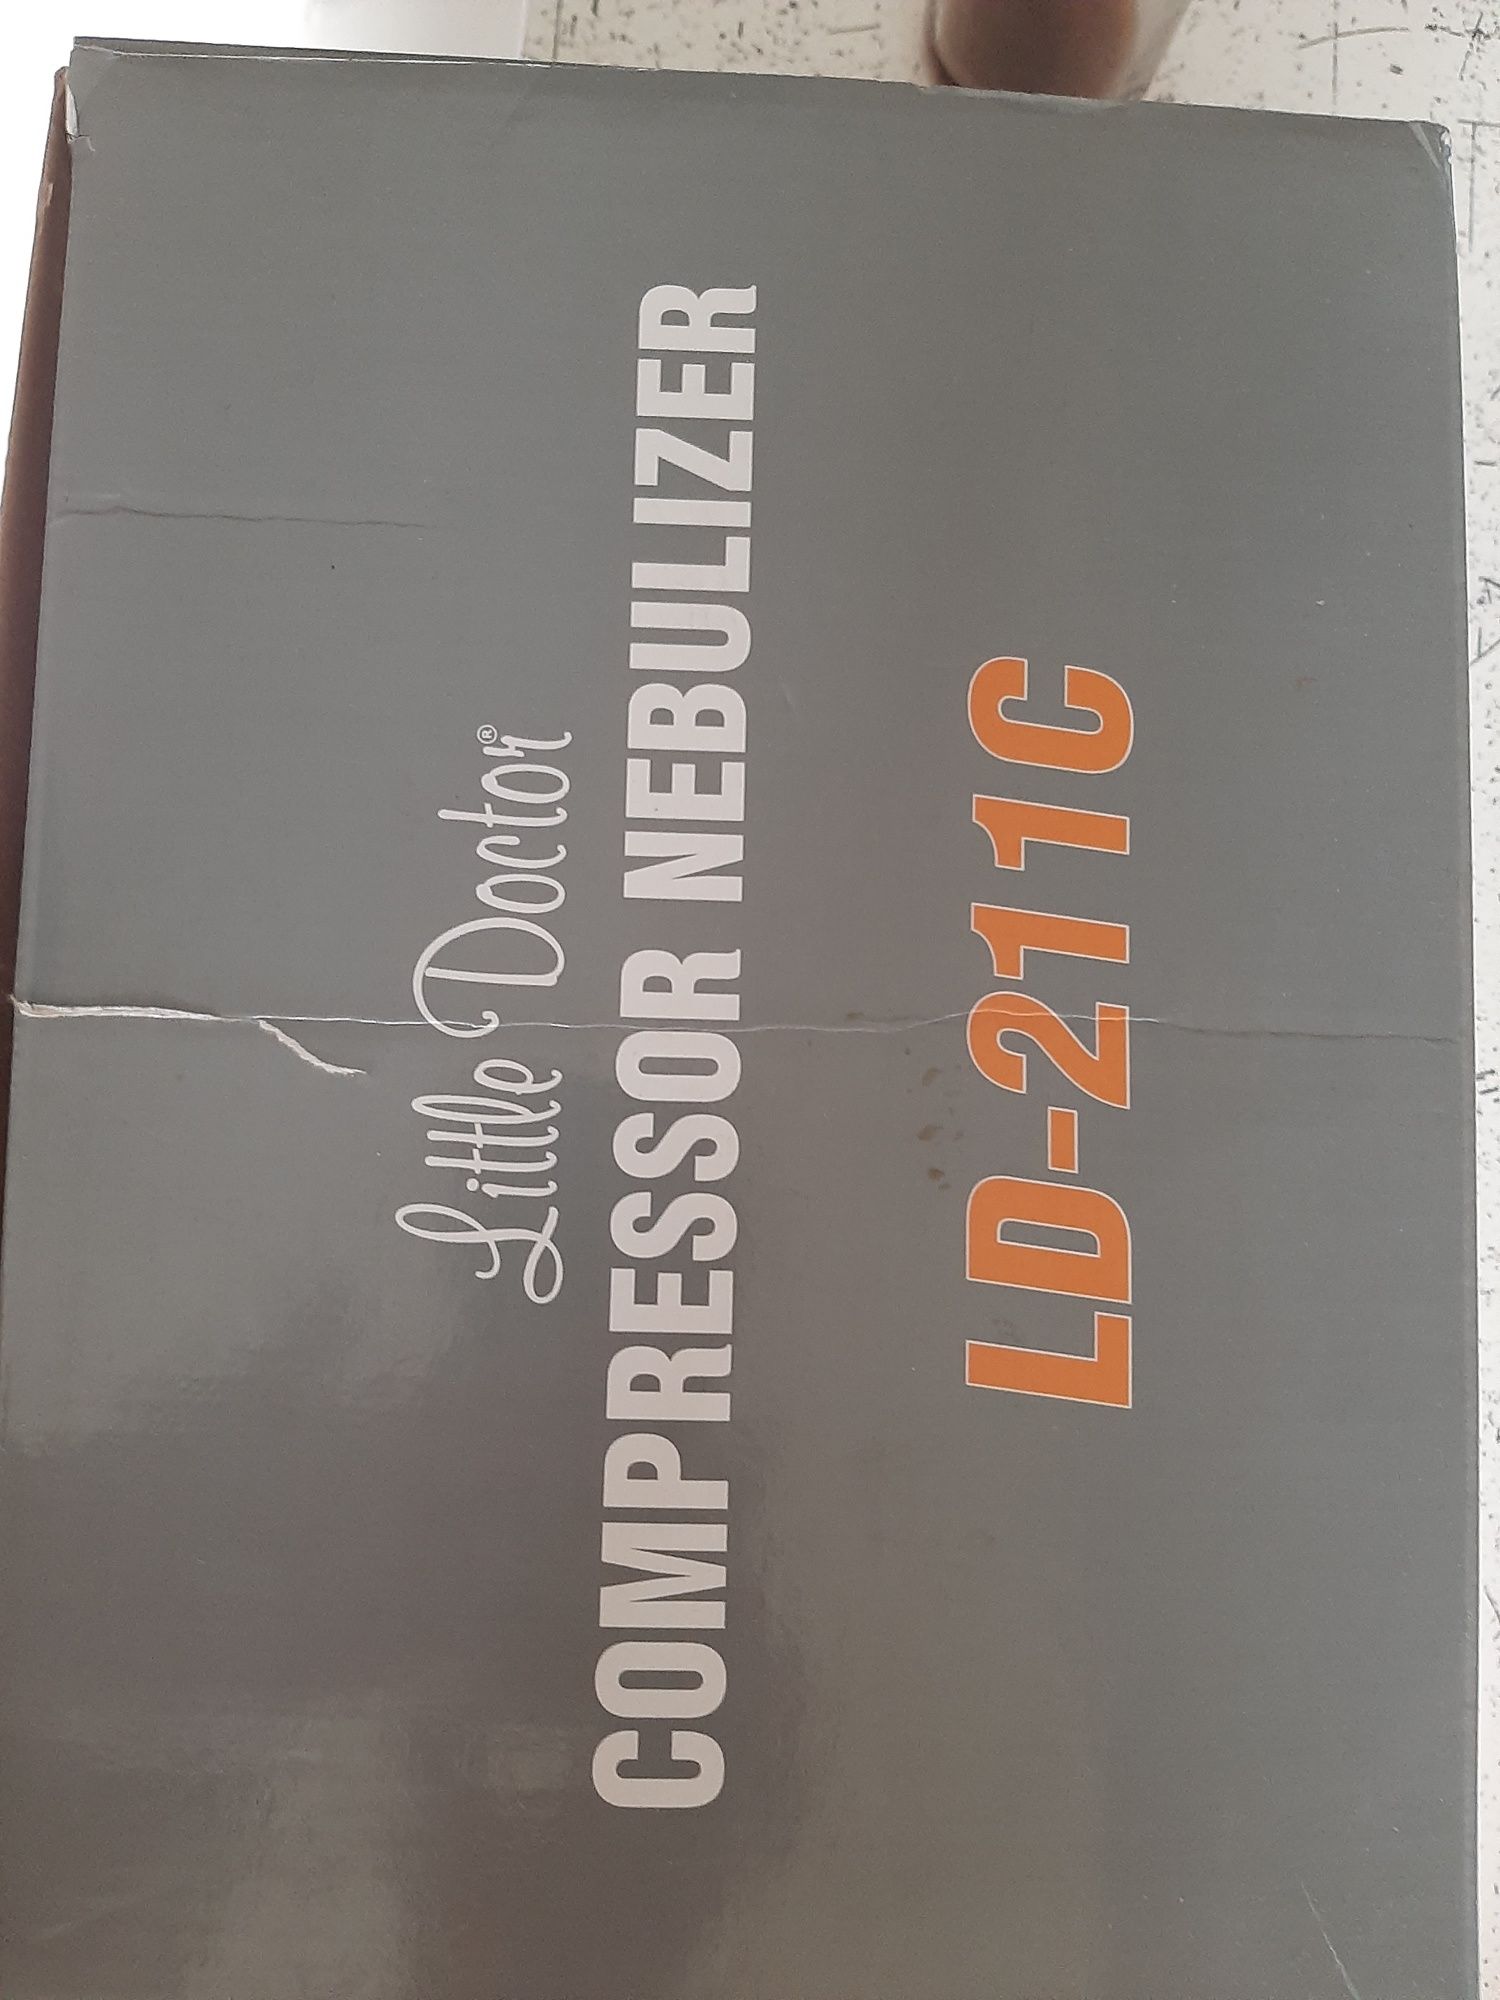 Little Doctor®
COMPRESSOR NEBULIZER
LD-211C